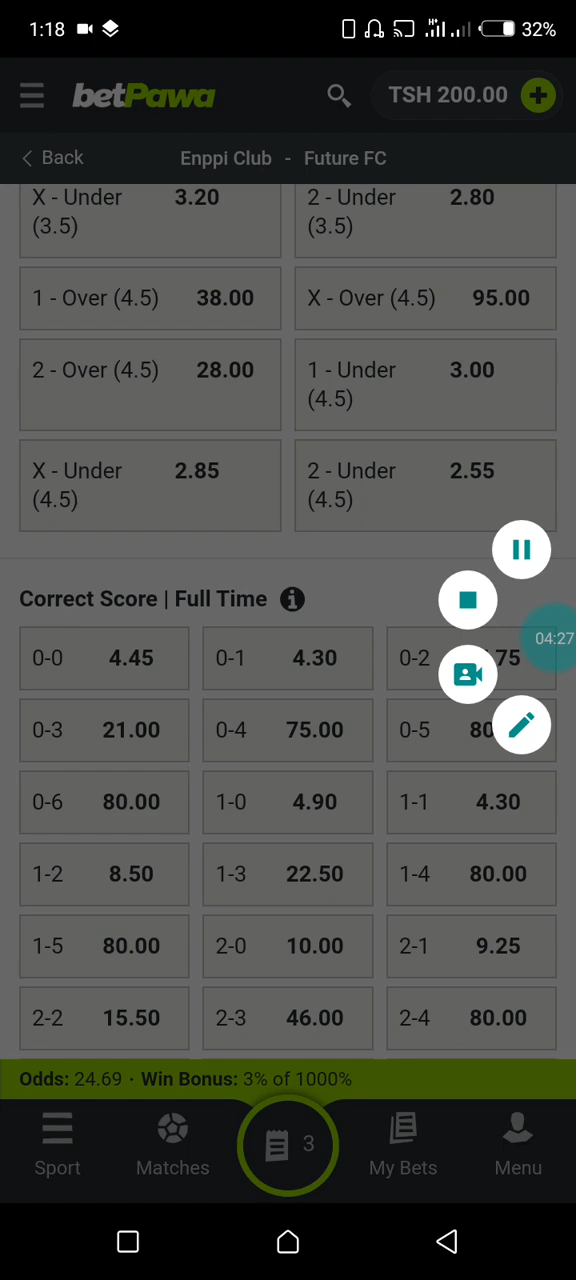 1:18 32%
betPawa TSH 200.00
Back Enppi Club - Future FC
X - Under (3.5) 3.20 2 - Under (3.5) 2.80
1 - Over (4.5) 38.00 X - Over (4.5) 95.00
2 - Over (4.5) 28.00 1 - Under (4.5) 3.00
X - Under (4.5) 2.85 2 - Under (4.5) 2.55
Correct Score | Full Time
0-0 4.45 0-1 4.30 0-2 75
04:27
0-3 21.00 0-4 75.00 0-5 80
0-6 80.00 1-0 4.90 1-1 4.30
1-2 8.50 1-3 22.50 1-4 80.00
1-5 80.00 2-0 10.00 2-1 9.25
2-2 15.50 2-3 46.00 2-4 80.00
Odds: 24.69 · Win Bonus: 3% of 1000%
3
Sport Matches My Bets Menu